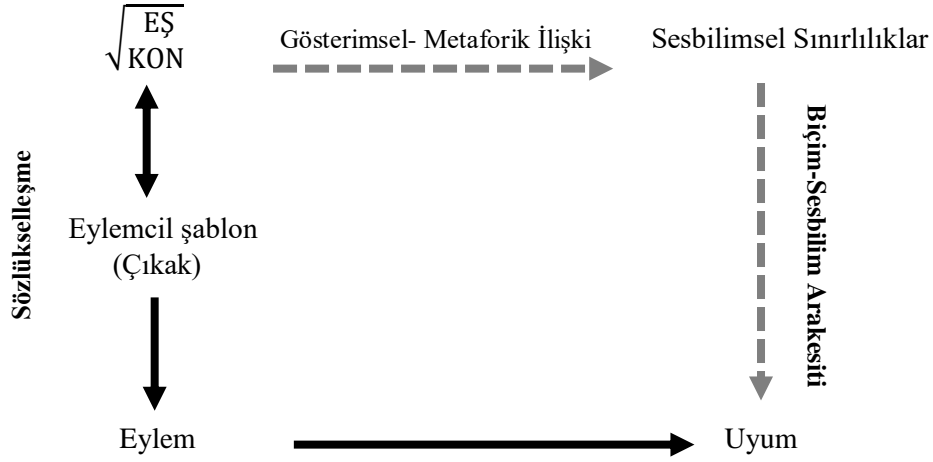 √EŞ
KON
Gösterimsel- Metaforik İlişki
Sesbilimsel Sınırlılıklar
Sözlükselleşme
Biçim-Sesbilim Arakesiti
Eylemcil şablon
(Çıkak)
Eylem
Uyum